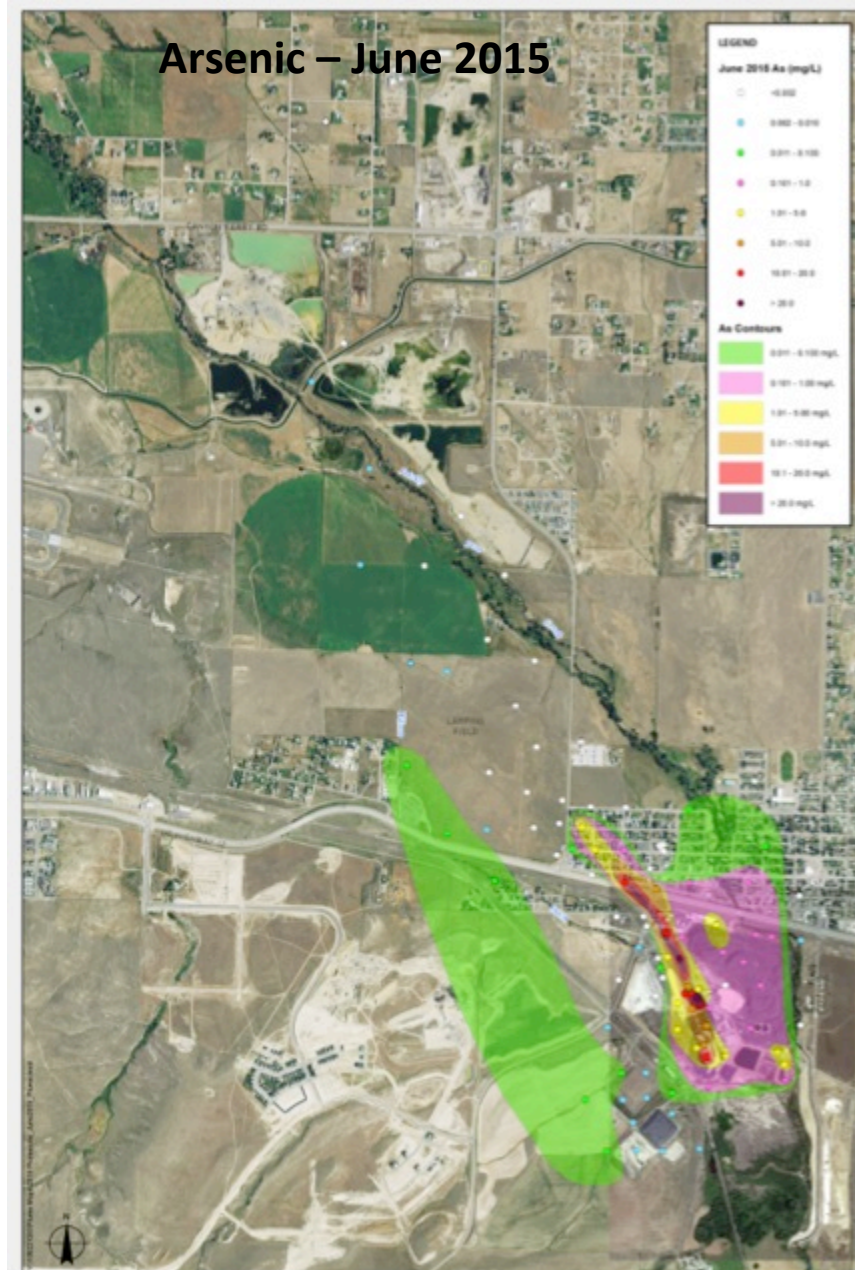 Arsenic – June 2015
LEGEND
June 2015 As (mg/L)
<0.002
0.002 - 0.010
0.011 - 0.100
0.101 - 1.0
1.01 - 5.0
5.01 - 10.0
10.01 - 20.0
> 20.0
As Contours
0.011 - 0.100 mg/L
0.101 - 1.00 mg/L
1.01 - 5.00 mg/L
5.01 - 10.0 mg/L
10.1 - 20.0 mg/L
> 20.0 mg/L
LAMPING
FIELD
N